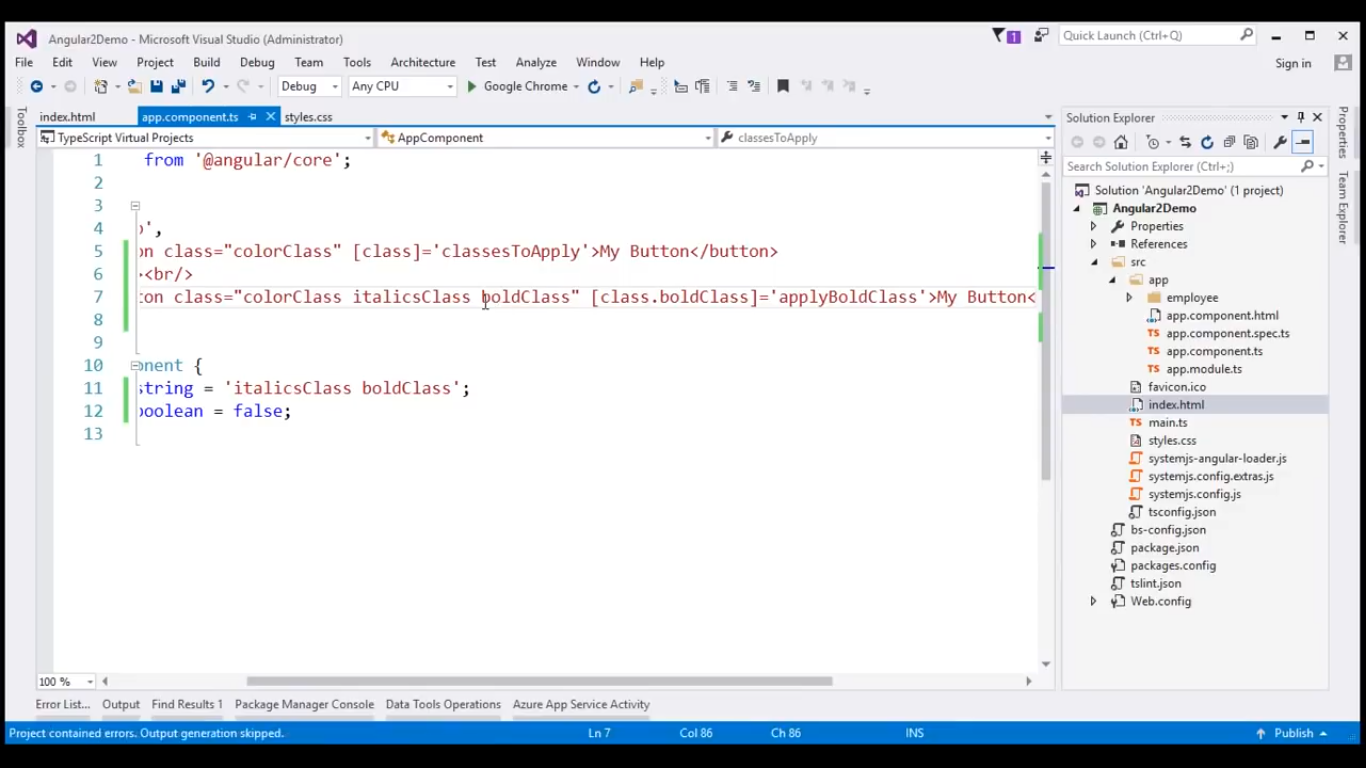 Angular2Demo - Microsoft Visual Studio (Administrator)
1
Quick Launch (Ctrl+Q)
File Edit View Project Build Debug Team Tools Architecture Test Analyze Window Help
Sign in
Debug Any CPU Google Chrome
Toolbox
index.html app.component.ts styles.css
TypeScript Virtual Projects AppComponent classesToApply
1 from '@angular/core';
2
3
4 o',
5 on class="colorClass" [class]='classesToApply'>My Button</button>
6 ><br/>
7 ton class="colorClass italicsClass boldClass" [class.boldClass]='applyBoldClass'>My Button<
8
9
10 onent {
11 string = 'italicsClass boldClass';
12 boolean = false;
13
100 %
Solution Explorer
Search Solution Explorer (Ctrl+;)
Solution 'Angular2Demo' (1 project)
Angular2Demo
Properties
References
src
app
employee
app.component.html
TS app.component.spec.ts
TS app.component.ts
TS app.module.ts
favicon.ico
index.html
TS main.ts
styles.css
systemjs-angular-loader.js
systemjs.config.extras.js
systemjs.config.js
tsconfig.json
bs-config.json
package.json
packages.config
tslint.json
Web.config
Properties
Team Explorer
Error List... Output Find Results 1 Package Manager Console Data Tools Operations Azure App Service Activity
Project contained errors. Output generation skipped. Ln 7 Col 86 Ch 86 INS Publish